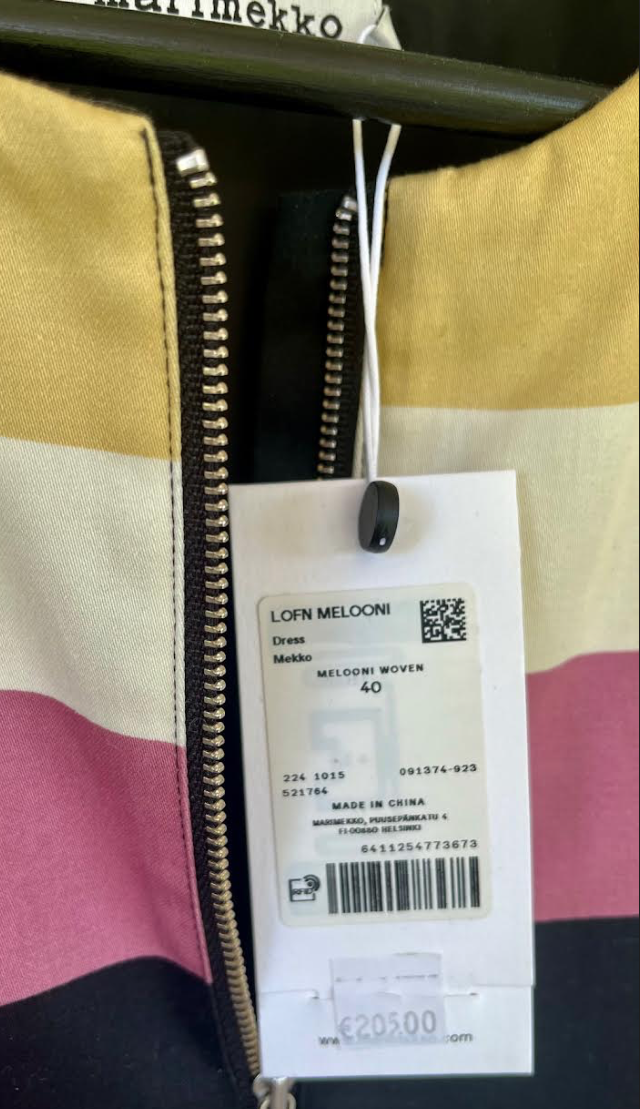 marimekko
LOFN MELOONI
Dress
Mekko
MELOONI WOVEN
40
224 1015 091374-923
521764
MADE IN CHINA
MARIMEKKO, PUUSEPÄNKATU 4
FI-00880 HELSINKI
6411254773673
RFID
€205.00
ww .com